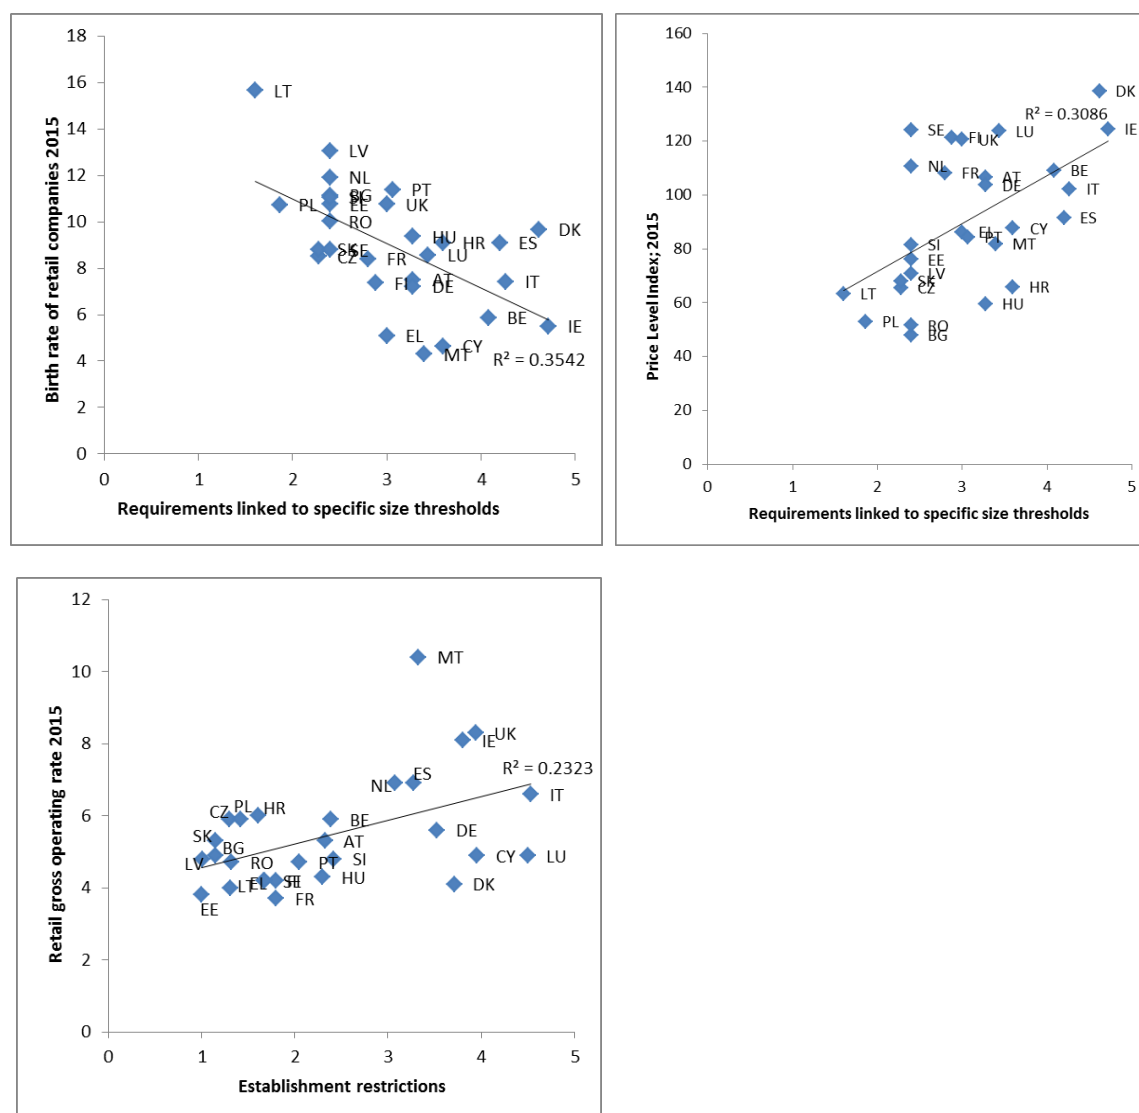 18
16
14
12
10
8
6
4
2
0
0 1 2 3 4 5
Birth rate of retail companies 2015
Requirements linked to specific size thresholds
LT
LV
NL
BG
EE
PL
RO
PT
UK
SK
SE
CZ
FR
HU
HR
LU
ES
DK
FI
AT
DE
IT
BE
IE
EL
CY
MT
R² = 0.3542
160
140
120
100
80
60
40
20
0
0 1 2 3 4 5
Price Level Index; 2015
Requirements linked to specific size thresholds
DK
R² = 0.3086
SE
FI
UK
LU
IE
NL
FR
AT
DE
BE
IT
ES
EL
PT
CY
MT
SI
EE
LV
SK
CZ
LT
HR
HU
PL
RO
BG
12
10
8
6
4
2
0
0 1 2 3 4 5
Retail gross operating rate 2015
Establishment restrictions
MT
UK
IE
R² = 0.2323
NL
ES
IT
CZ
PL
HR
BE
DE
SK
AT
BG
LV
RO
PT
SI
CY
LU
LT
EL
SE
HU
DK
FR
EE